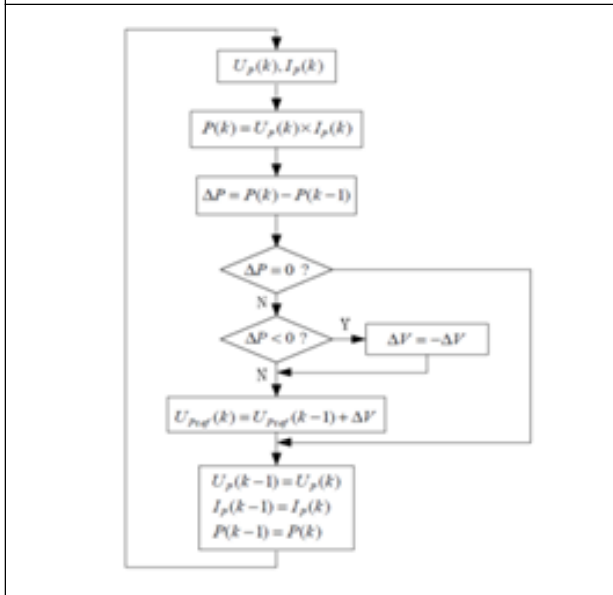 U_P(k), I_P(k)
P(k) = U_P(k) × I_P(k)
ΔP = P(k) − P(k−1)
ΔP = 0 ?
N
ΔP < 0 ?
Y
ΔV = −ΔV
N
U_Pref(k) = U_Pref(k−1) + ΔV
U_P(k−1) = U_P(k)
I_P(k−1) = I_P(k)
P(k−1) = P(k)